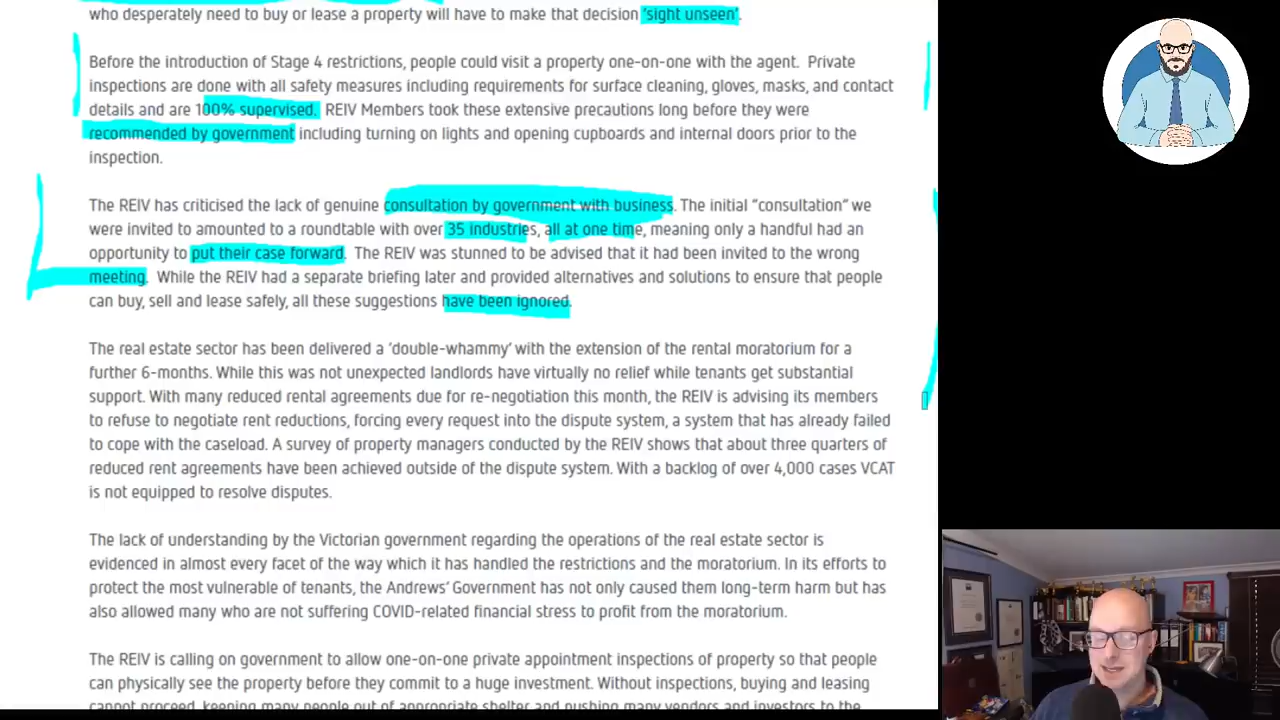 who desperately need to buy or lease a property will have to make that decision 'sight unseen'.
Before the introduction of Stage 4 restrictions, people could visit a property one-on-one with the agent. Private
inspections are done with all safety measures including requirements for surface cleaning, gloves, masks, and contact
details and are 100% supervised. REIV Members took these extensive precautions long before they were
recommended by government including turning on lights and opening cupboards and internal doors prior to the
inspection.
The REIV has criticised the lack of genuine consultation by government with business. The initial "consultation" we
were invited to amounted to a roundtable with over 35 industries, all at one time, meaning only a handful had an
opportunity to put their case forward. The REIV was stunned to be advised that it had been invited to the wrong
meeting. While the REIV had a separate briefing later and provided alternatives and solutions to ensure that people
can buy, sell and lease safely, all these suggestions have been ignored.
The real estate sector has been delivered a 'double-whammy' with the extension of the rental moratorium for a
further 6-months. While this was not unexpected landlords have virtually no relief while tenants get substantial
support. With many reduced rental agreements due for re-negotiation this month, the REIV is advising its members
to refuse to negotiate rent reductions, forcing every request into the dispute system, a system that has already failed
to cope with the caseload. A survey of property managers conducted by the REIV shows that about three quarters of
reduced rent agreements have been achieved outside of the dispute system. With a backlog of over 4,000 cases VCAT
is not equipped to resolve disputes.
The lack of understanding by the Victorian government regarding the operations of the real estate sector is
evidenced in almost every facet of the way which it has handled the restrictions and the moratorium. In its efforts to
protect the most vulnerable of tenants, the Andrews' Government has not only caused them long-term harm but has
also allowed many who are not suffering COVID-related financial stress to profit from the moratorium.
The REIV is calling on government to allow one-on-one private appointment inspections of property so that people
can physically see the property before they commit to a huge investment. Without inspections, buying and leasing
cannot proceed, keeping many people out of appropriate shelter and pushing many vendors and investors to the